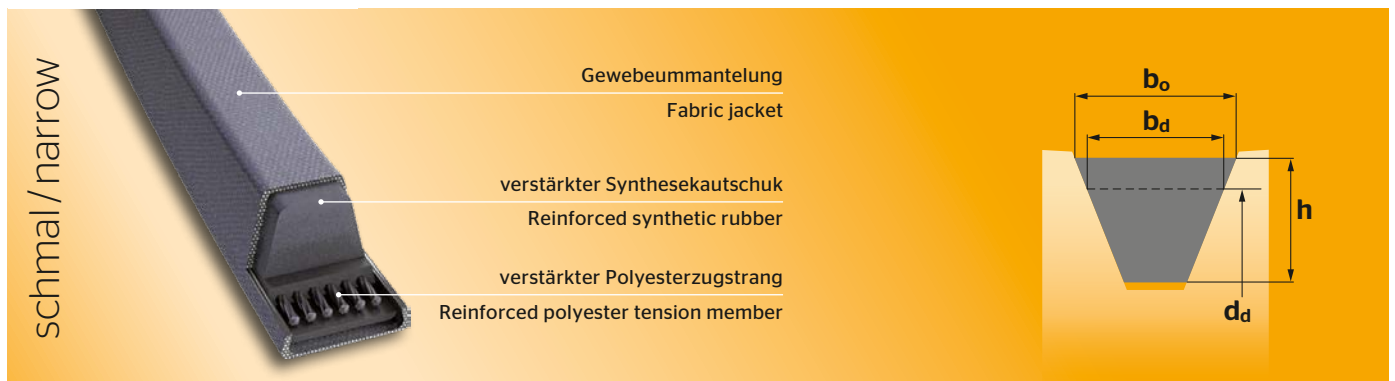 schmal / narrow
Gewebeummantelung
Fabric jacket
verstärkter Synthesekautschuk
Reinforced synthetic rubber
verstärkter Polyesterzugstrang
Reinforced polyester tension member
bo
bd
h
dd